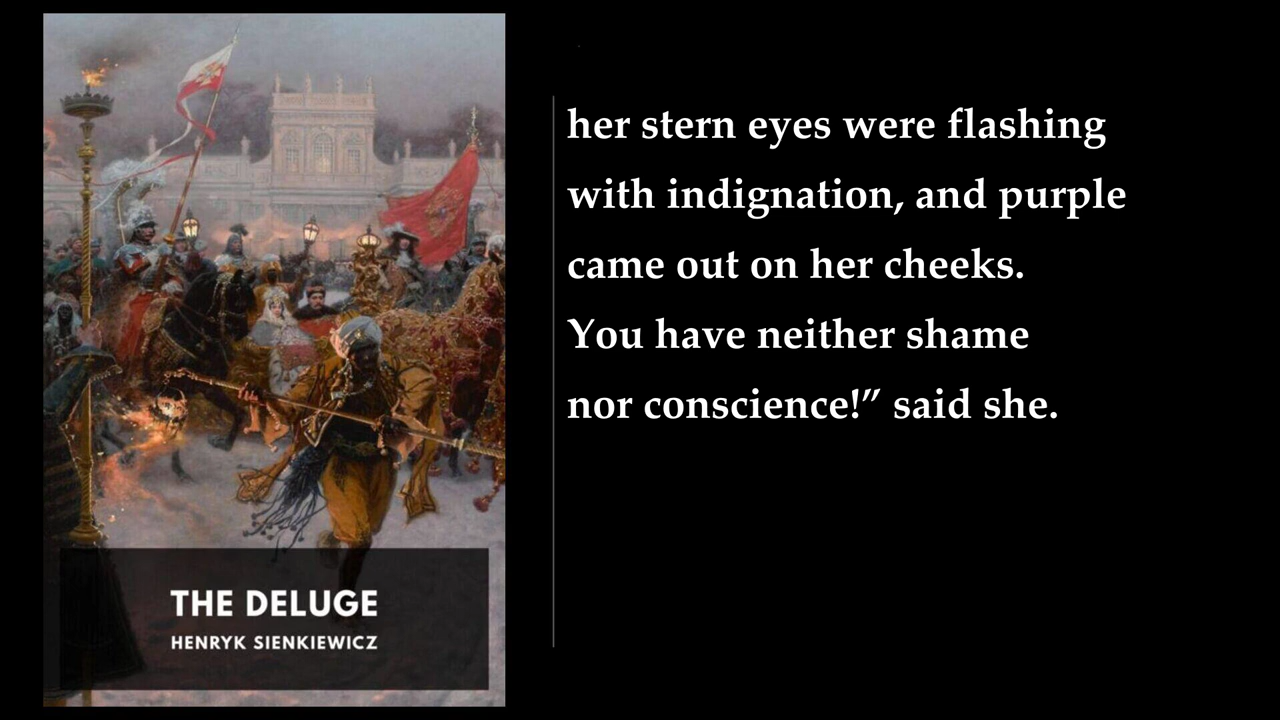 her stern eyes were flashing
with indignation, and purple
came out on her cheeks.
You have neither shame
nor conscience!” said she.
THE DELUGE
HENRYK SIENKIEWICZ